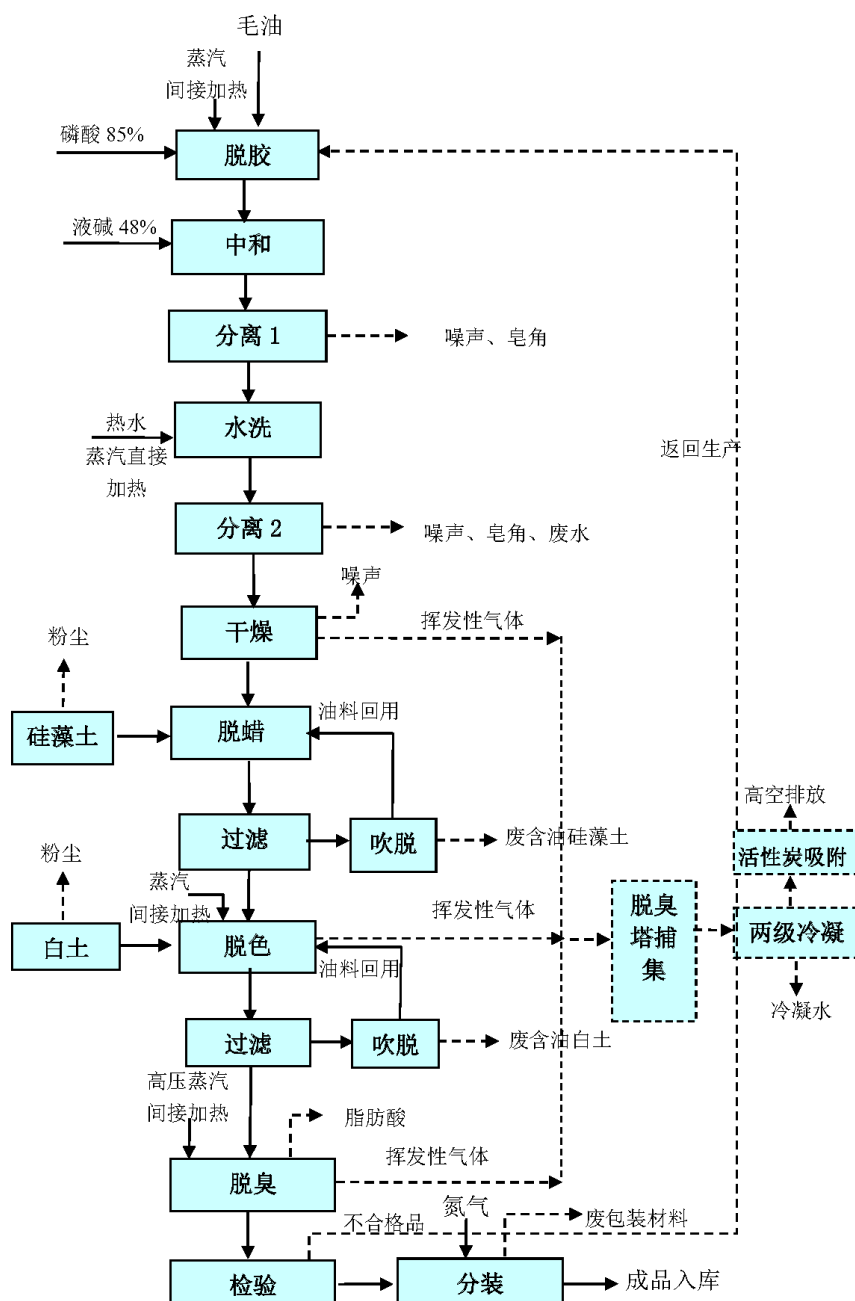 毛油
蒸汽
间接加热
磷酸 85%
脱胶
液碱 48%
中和
分离 1
噪声、皂角
热水
水洗
蒸汽直接
加热
返回生产
分离 2
噪声、皂角、废水
噪声
干燥
挥发性气体
粉尘
硅藻土
脱蜡
油料回用
高空排放
过滤
吹脱
废含油硅藻土
活性炭吸附
粉尘
蒸汽
间接加热
挥发性气体
脱臭
塔捕
集
两级冷凝
白土
脱色
油料回用
冷凝水
过滤
吹脱
废含油白土
高压蒸汽
间接加热
脂肪酸
脱臭
挥发性气体
氮气
不合格品
废包装材料
检验
分装
成品入库